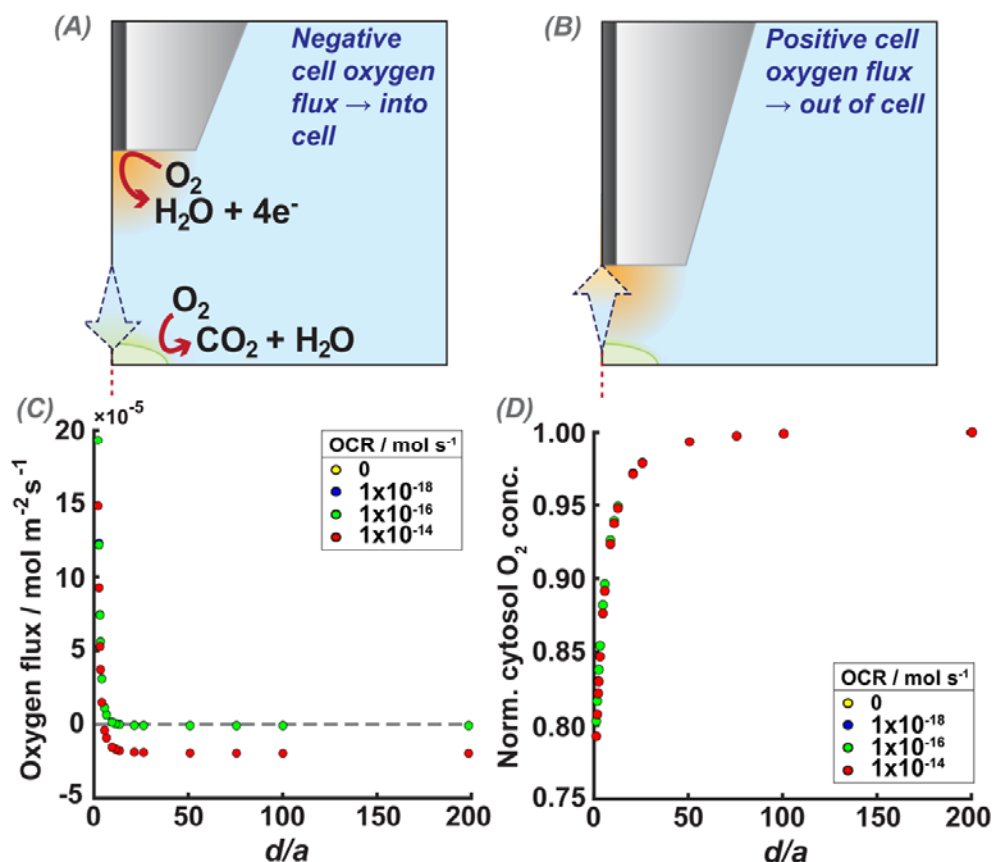 (A)
Negative
cell oxygen
flux → into
cell
O₂
H₂O + 4e⁻
O₂
CO₂ + H₂O
(B)
Positive cell
oxygen flux
→ out of cell
(C)
×10⁻⁵
Oxygen flux / mol m⁻² s⁻¹
20
15
10
5
0
-5
OCR / mol s⁻¹
0
1x10⁻¹⁸
1x10⁻¹⁶
1x10⁻¹⁴
0 50 100 150 200
d/a
(D)
Norm. cytosol O₂ conc.
1.00
0.95
0.90
0.85
0.80
0.75
OCR / mol s⁻¹
0
1x10⁻¹⁸
1x10⁻¹⁶
1x10⁻¹⁴
0 50 100 150 200
d/a